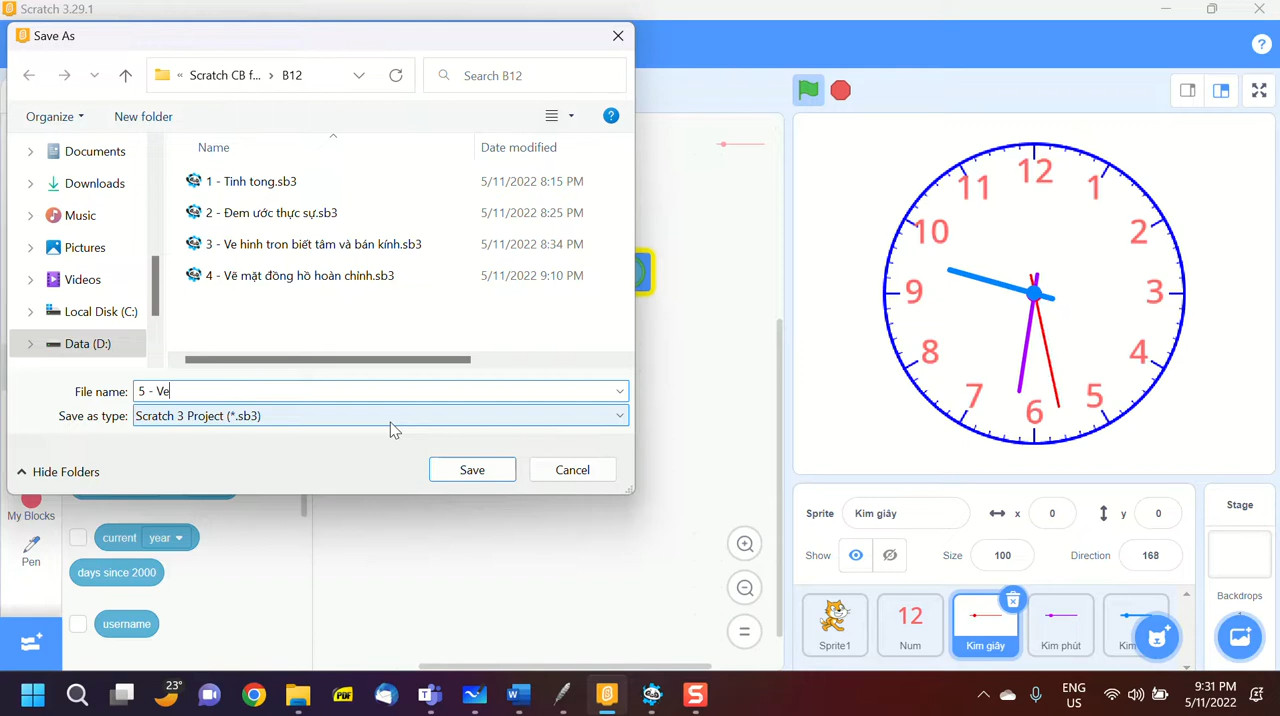 Scratch 3.29.1
Save As
« Scratch CB f... > B12
Search B12
Organize
New folder
Name
Date modified
Documents
Downloads
Music
Pictures
Videos
Local Disk (C:)
Data (D:)
1 - Tinh tong.sb3 5/11/2022 8:15 PM
2 - Đem ước thực sự.sb3 5/11/2022 8:25 PM
3 - Ve hinh tron biết tâm và bán kính.sb3 5/11/2022 8:34 PM
4 - Vẽ mặt đồng hồ hoàn chỉnh.sb3 5/11/2022 9:10 PM
File name: 5 - Ve
Save as type: Scratch 3 Project (*.sb3)
Hide Folders
Save
Cancel
My Blocks
Pen
current year
days since 2000
username
12
1
2
3
4
5
6
7
8
9
10
11
Sprite Kim giây x 0 y 0
Show Size 100 Direction 168
Sprite1
12
Num
Kim giây
Kim phút
Kim
Stage
Backdrops
1
23°
PDF
ENG
US
9:31 PM
5/11/2022